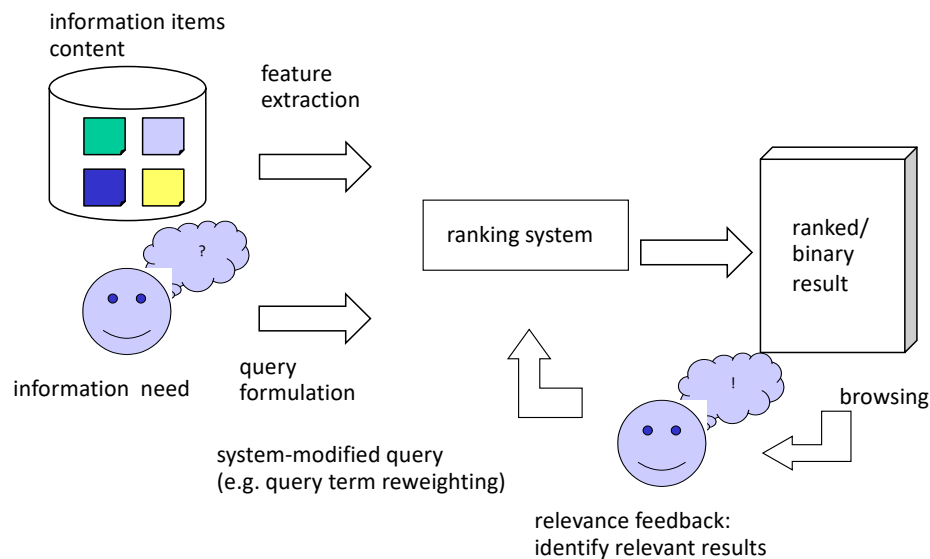 information items
content
feature
extraction
?
ranking system
ranked/
binary
result
information need
query
formulation
!
browsing
system-modified query
(e.g. query term reweighting)
relevance feedback:
identify relevant results